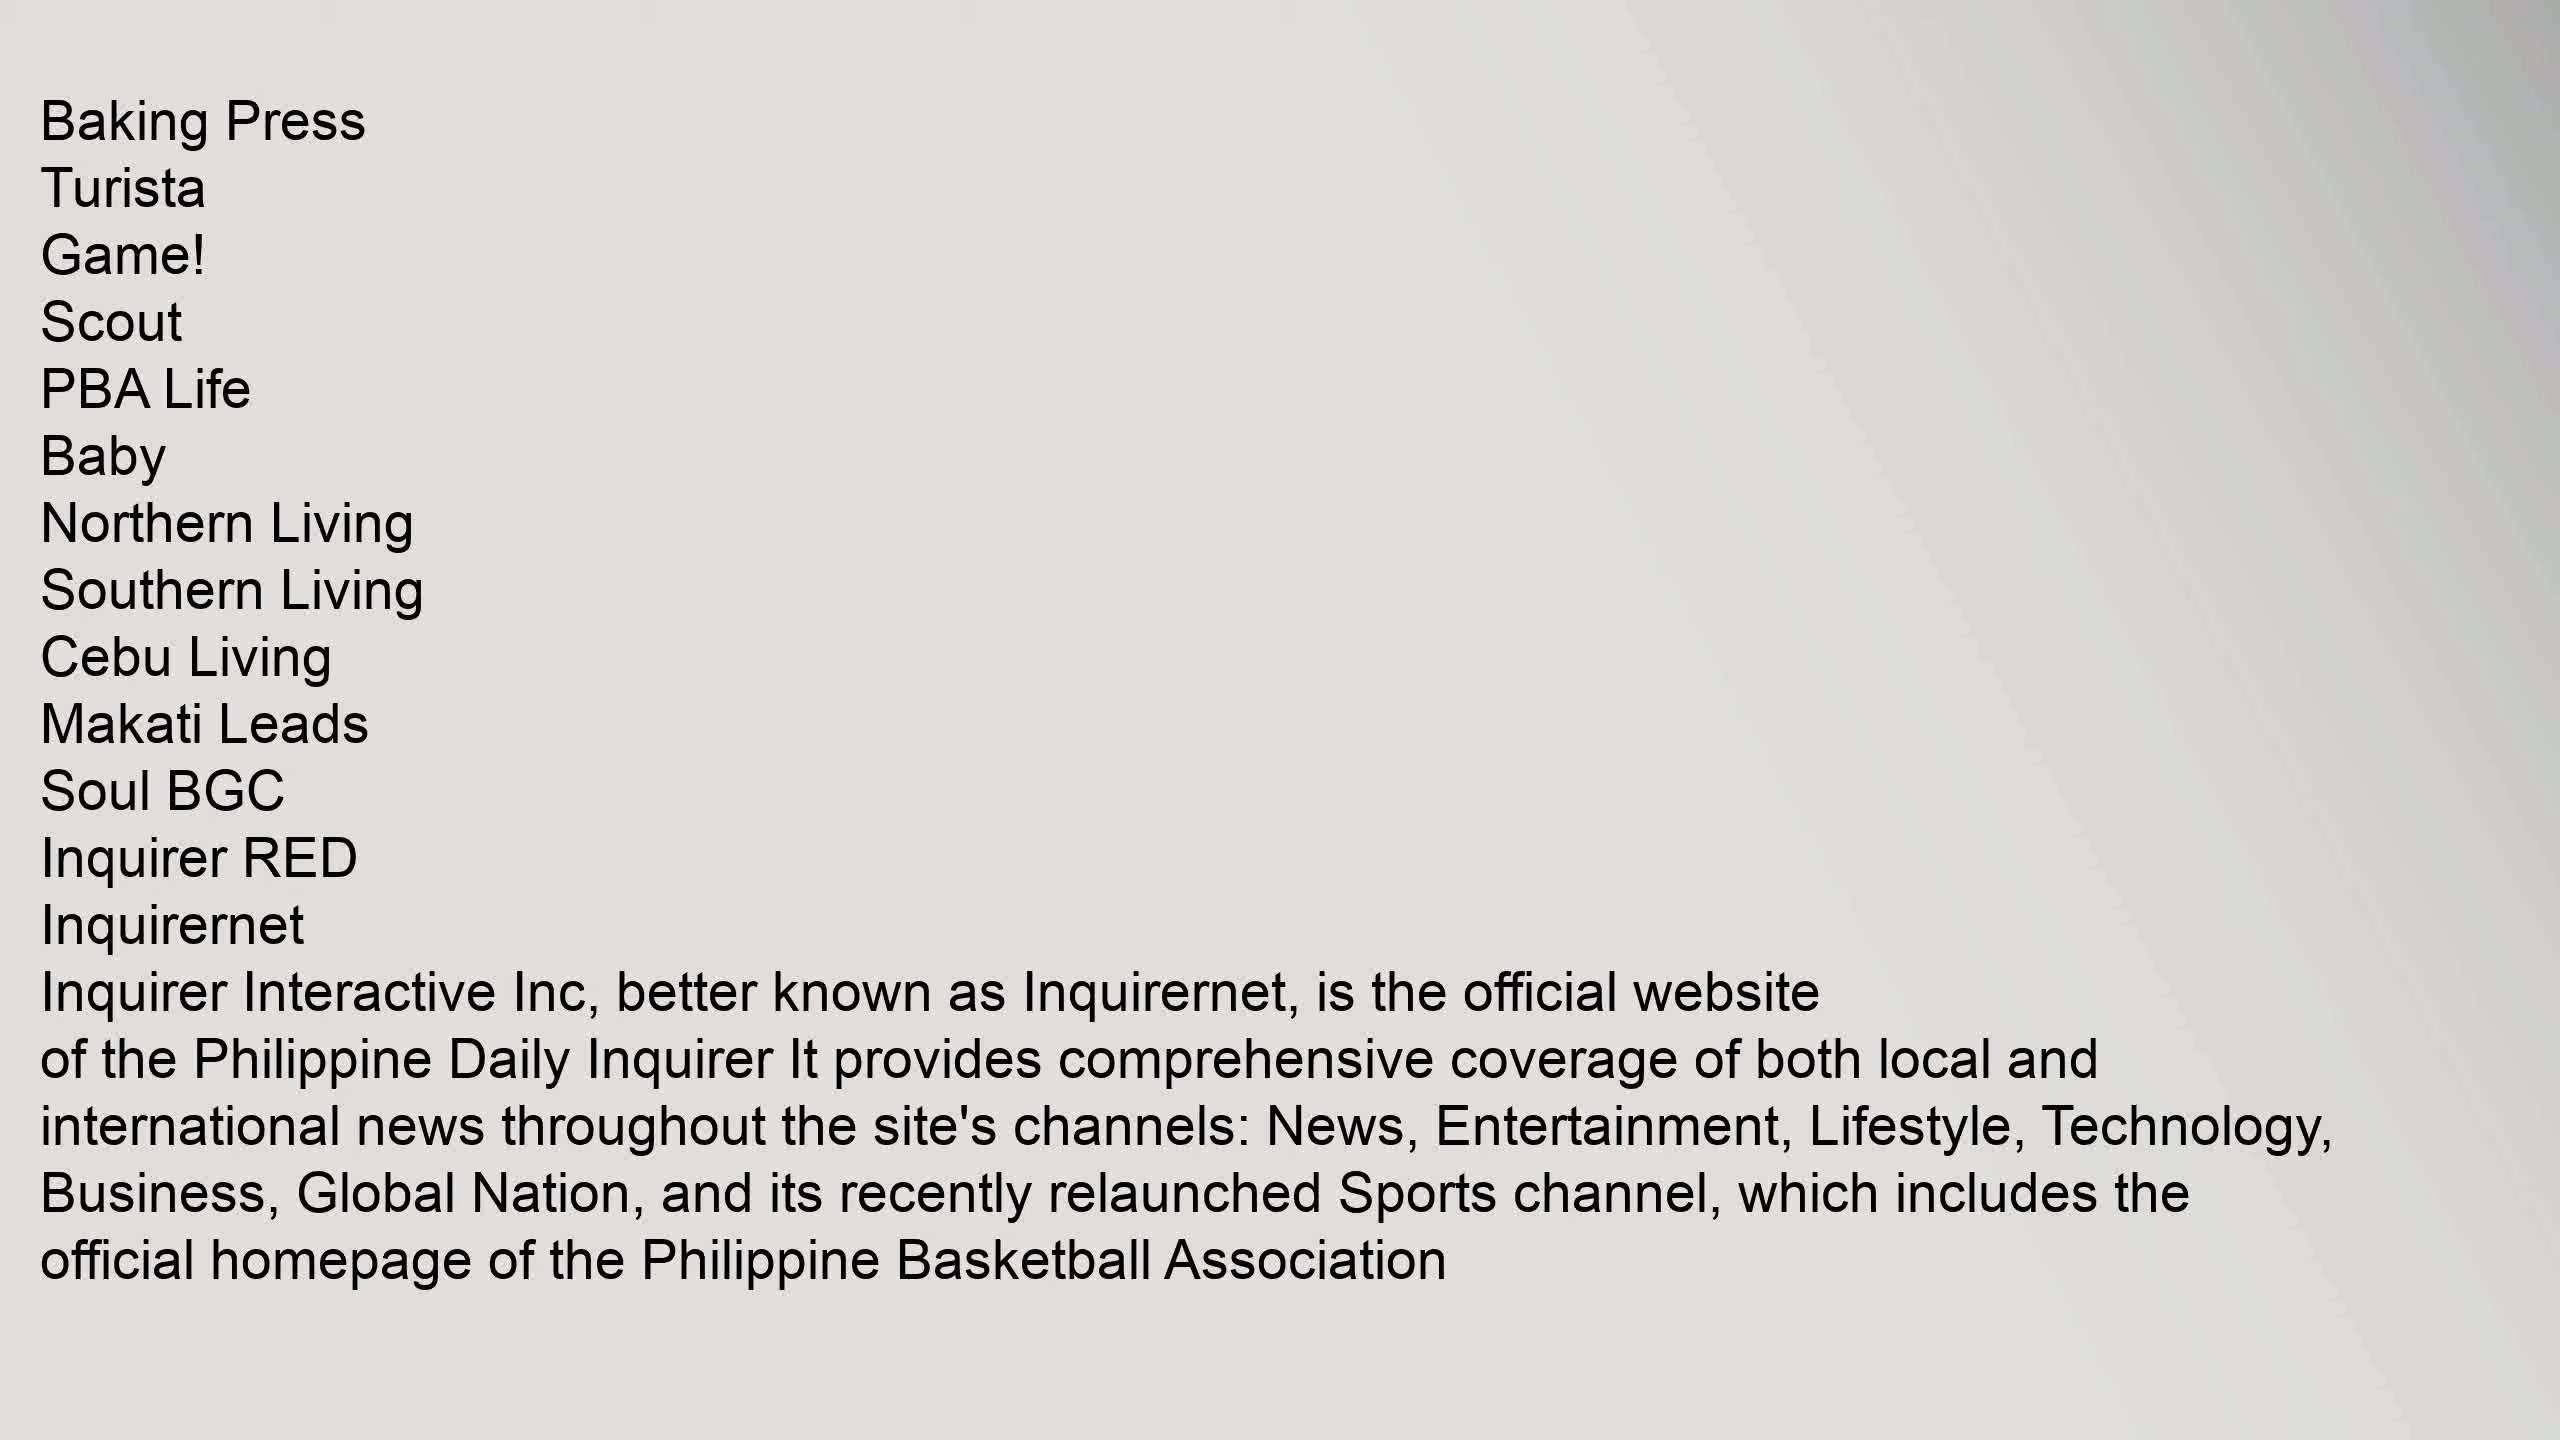 Baking Press
Turista
Game!
Scout
PBA Life
Baby
Northern Living
Southern Living
Cebu Living
Makati Leads
Soul BGC
Inquirer RED
Inquirernet
Inquirer Interactive Inc, better known as Inquirernet, is the official website
of the Philippine Daily Inquirer It provides comprehensive coverage of both local and
international news throughout the site's channels: News, Entertainment, Lifestyle, Technology,
Business, Global Nation, and its recently relaunched Sports channel, which includes the
official homepage of the Philippine Basketball Association